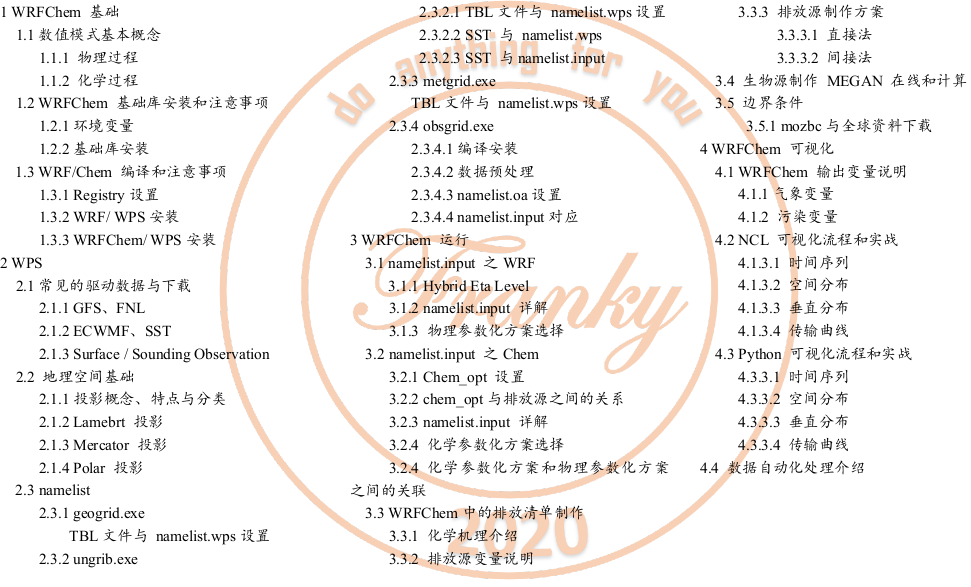 1 WRFChem 基础
1.1 数值模式基本概念
1.1.1 物理过程
1.1.2 化学过程
1.2 WRFChem 基础库安装和注意事项
1.2.1 环境变量
1.2.2 基础库安装
1.3 WRF/Chem 编译和注意事项
1.3.1 Registry 设置
1.3.2 WRF/ WPS 安装
1.3.3 WRFChem/ WPS 安装
2 WPS
2.1 常见的驱动数据与下载
2.1.1 GFS、FNL
2.1.2 ECWMF、SST
2.1.3 Surface / Sounding Observation
2.2 地理空间基础
2.1.1 投影概念、特点与分类
2.1.2 Lamebrt 投影
2.1.3 Mercator 投影
2.1.4 Polar 投影
2.3 namelist
2.3.1 geogrid.exe
TBL 文件与 namelist.wps 设置
2.3.2 ungrib.exe
2.3.2.1 TBL 文件与 namelist.wps 设置
2.3.2.2 SST 与 namelist.wps
2.3.2.3 SST 与 namelist.input
2.3.3 metgrid.exe
TBL 文件与 namelist.wps 设置
2.3.4 obsgrid.exe
2.3.4.1 编译安装
2.3.4.2 数据预处理
2.3.4.3 namelist.oa 设置
2.3.4.4 namelist.input 对应
3 WRFChem 运行
3.1 namelist.input 之 WRF
3.1.1 Hybrid Eta Level
3.1.2 namelist.input 详解
3.1.3 物理参数化方案选择
3.2 namelist.input 之 Chem
3.2.1 Chem_opt 设置
3.2.2 chem_opt 与排放源之间的关系
3.2.3 namelist.input 详解
3.2.4 化学参数化方案选择
3.2.4 化学参数化方案和物理参数化方案
之间的关联
3.3 WRFChem 中的排放清单制作
3.3.1 化学机理介绍
3.3.2 排放源变量说明
3.3.3 排放源制作方案
3.3.3.1 直接法
3.3.3.2 间接法
3.4 生物源制作 MEGAN 在线和计算
3.5 边界条件
3.5.1 mozbc 与全球资料下载
4 WRFChem 可视化
4.1 WRFChem 输出变量说明
4.1.1 气象变量
4.1.2 污染变量
4.2 NCL 可视化流程和实战
4.1.3.1 时间序列
4.1.3.2 空间分布
4.1.3.3 垂直分布
4.1.3.4 传输曲线
4.3 Python 可视化流程和实战
4.3.3.1 时间序列
4.3.3.2 空间分布
4.3.3.3 垂直分布
4.3.3.4 传输曲线
4.4 数据自动化处理介绍
do anything for you
Franky
2020